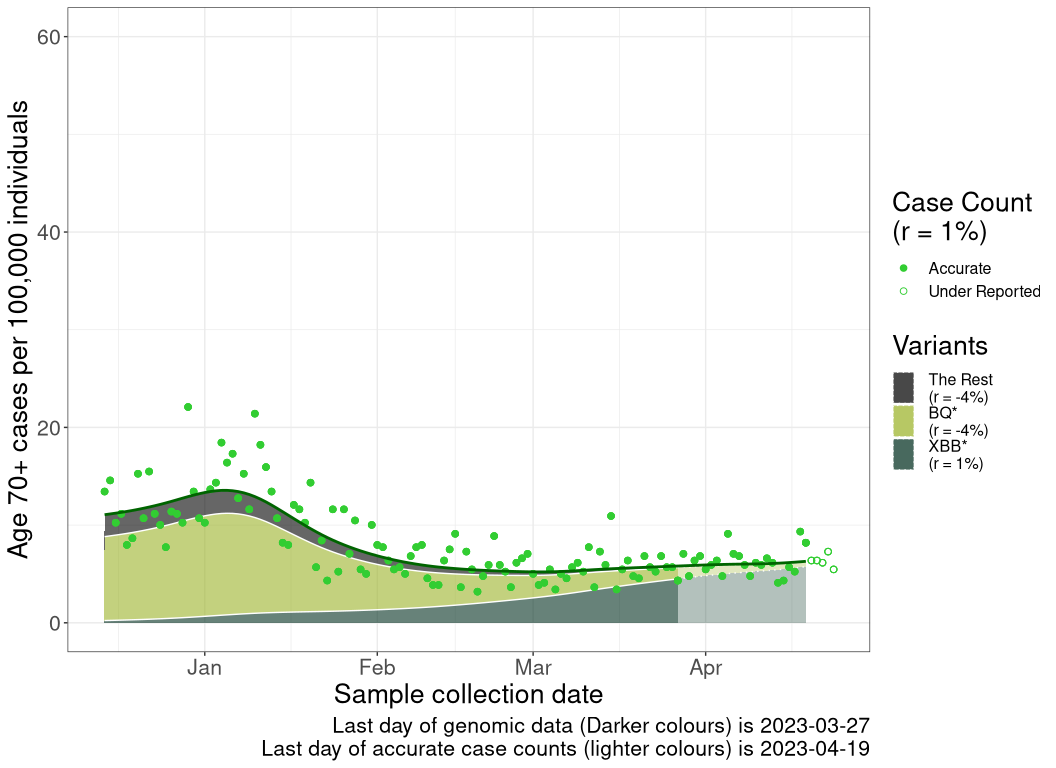 Age 70+ cases per 100,000 individuals
60
40
20
0
Jan
Feb
Mar
Apr
Sample collection date
Last day of genomic data (Darker colours) is 2023-03-27
Last day of accurate case counts (lighter colours) is 2023-04-19
Case Count
(r = 1%)
Accurate
Under Reported
Variants
The Rest
(r = -4%)
BQ*
(r = -4%)
XBB*
(r = 1%)